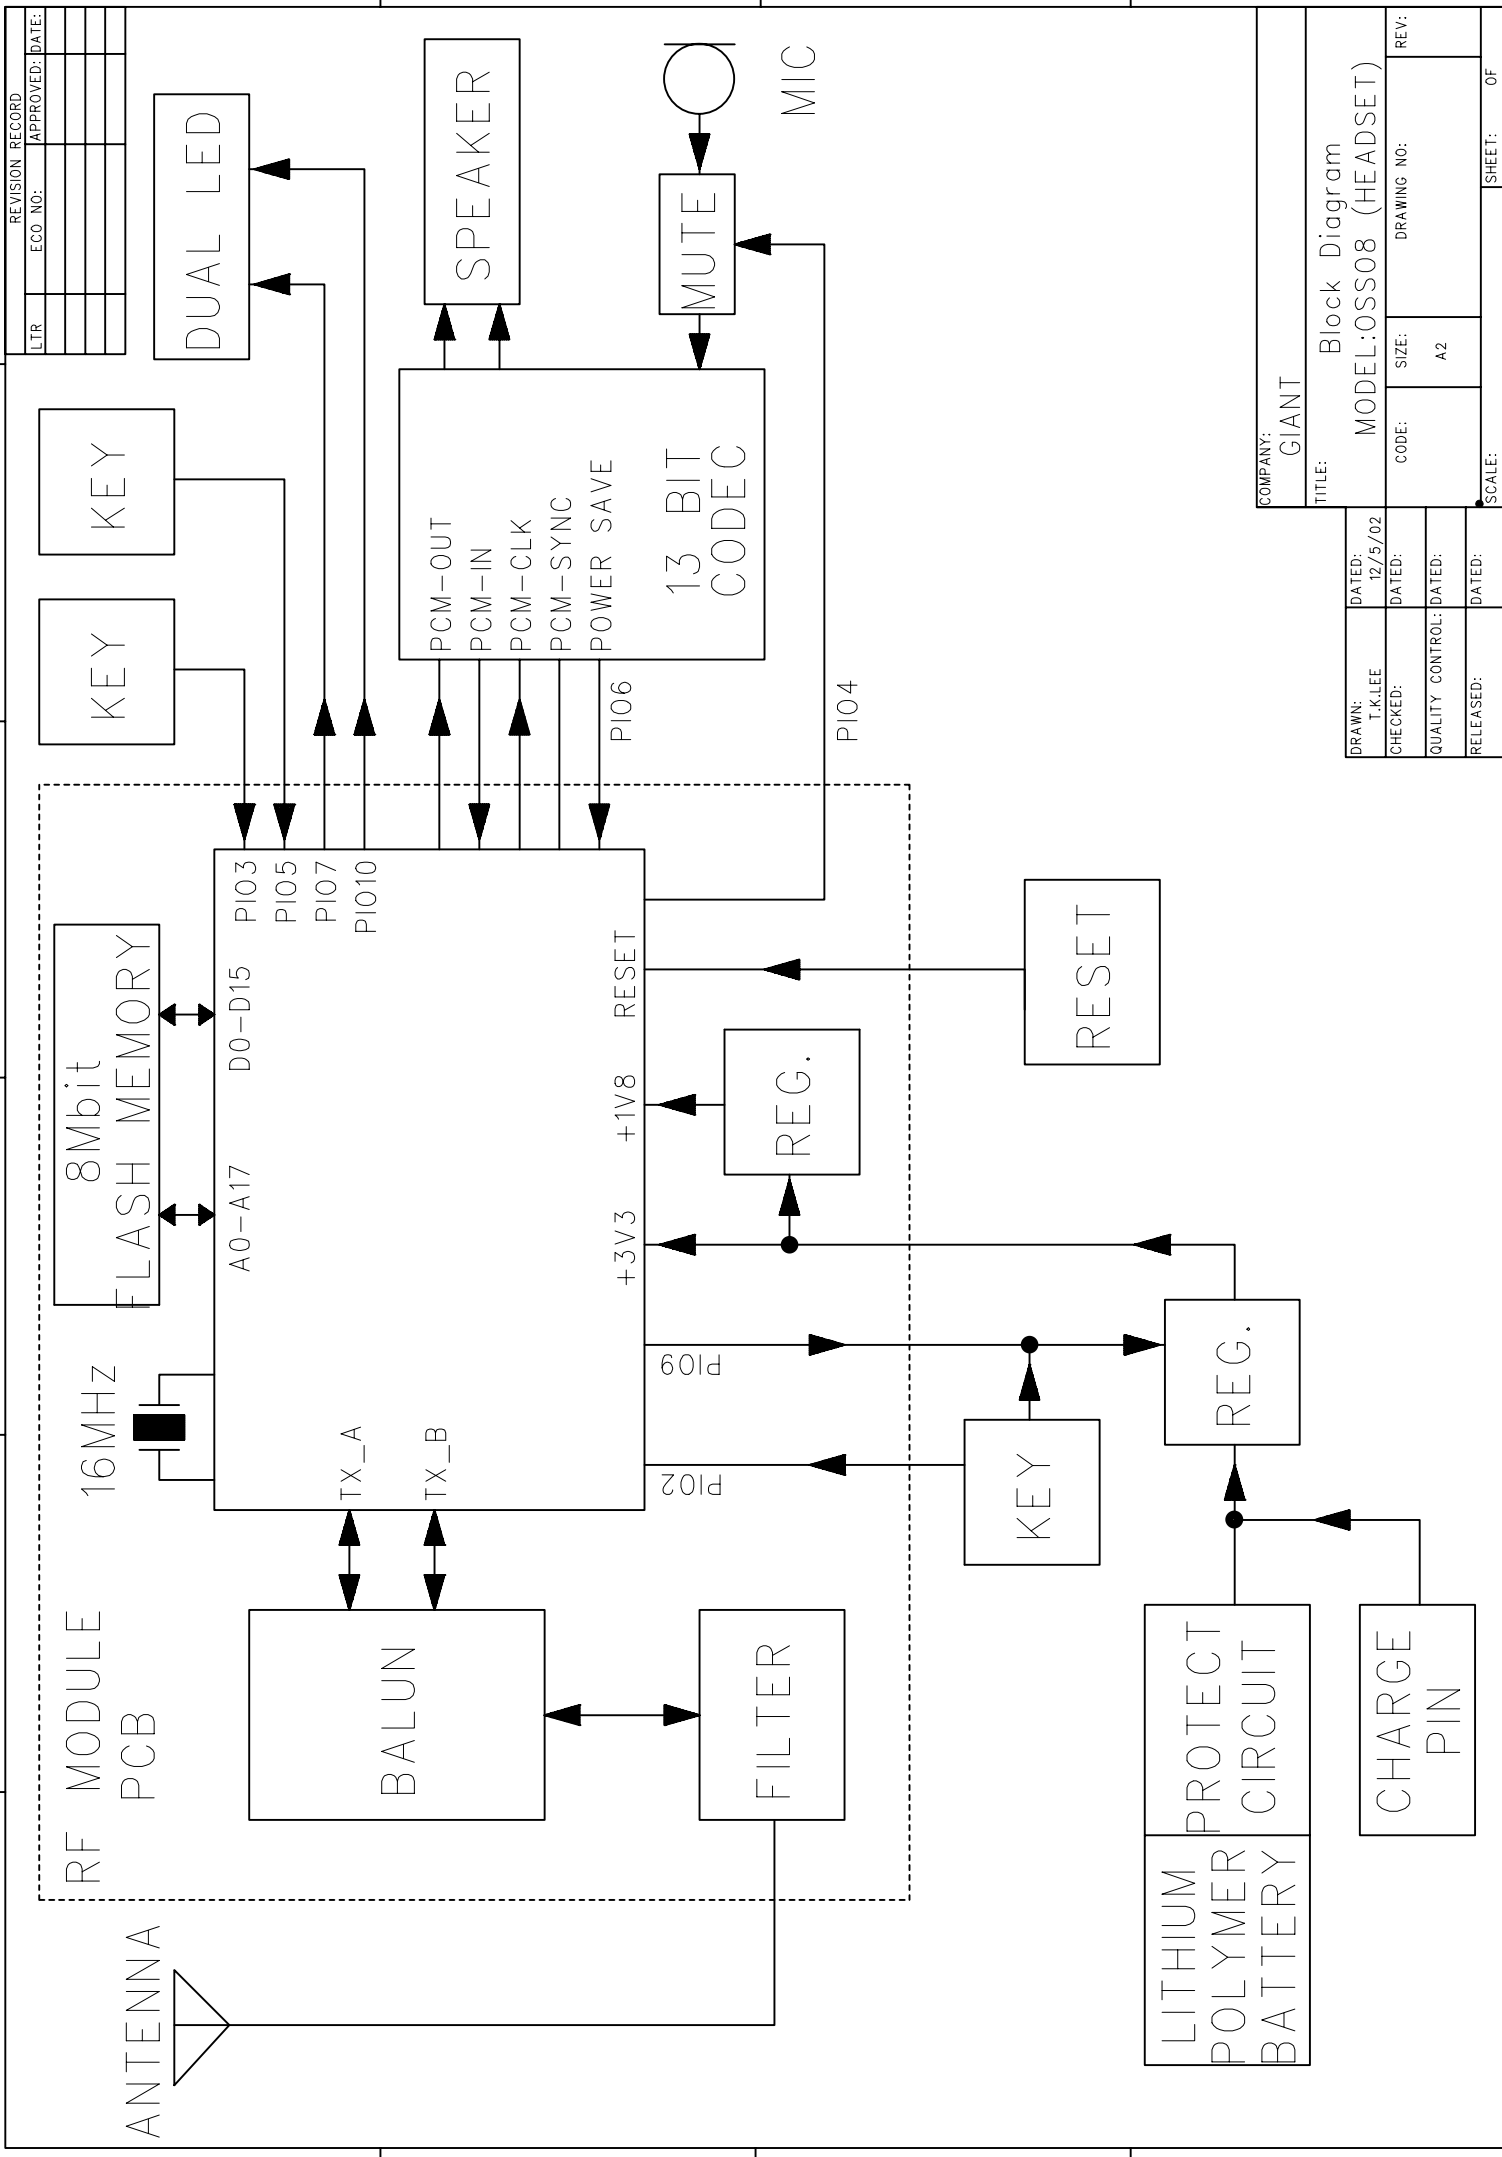 REVISION RECORD
LTR
ECO NO:
APPROVED:
DATE:
ANTENNA
RF MODULE
PCB
16MHz
8Mbit
FLASH MEMORY
KEY
KEY
DUAL LED
A0-A17
D0-D15
PIO3
PIO5
PIO7
PIO10
TX_A
TX_B
BALUN
FILTER
PCM-OUT
PCM-IN
PCM-CLK
PCM-SYNC
POWER SAVE
13 BIT
CODEC
SPEAKER
MUTE
MIC
PIO6
PIO4
PIO2
PIO9
+3V3
+1V8
RESET
REG.
RESET
KEY
REG.
LITHIUM
POLYMER
BATTERY
PROTECT
CIRCUIT
CHARGE
PIN
COMPANY:
GIANT
TITLE:
Block Diagram
MODEL:OSS08 (HEADSET)
DRAWN:
T.K.LEE
DATED:
12/5/02
CHECKED:
DATED:
QUALITY CONTROL:
DATED:
RELEASED:
DATED:
CODE:
SIZE:
A2
DRAWING NO:
REV:
SCALE:
SHEET:
OF